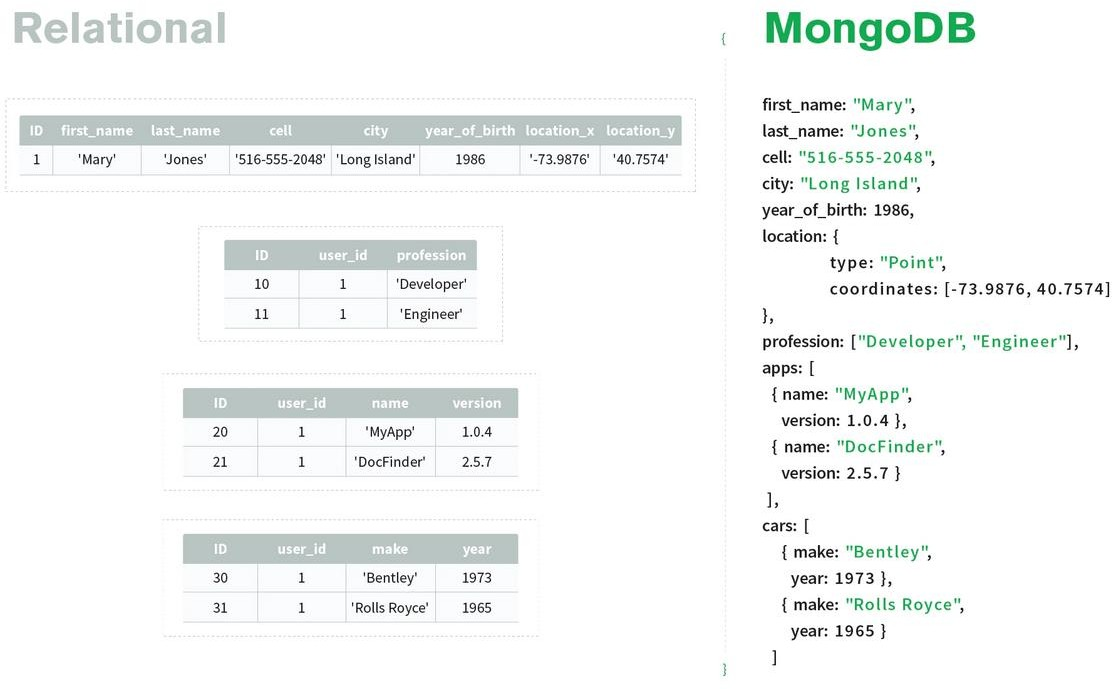 Relational
ID first_name last_name cell city year_of_birth location_x location_y
1 'Mary' 'Jones' '516-555-2048' 'Long Island' 1986 '-73.9876' '40.7574'
ID user_id profession
10 1 'Developer'
11 1 'Engineer'
ID user_id name version
20 1 'MyApp' 1.0.4
21 1 'DocFinder' 2.5.7
ID user_id make year
30 1 'Bentley' 1973
31 1 'Rolls Royce' 1965
MongoDB
{
first_name: "Mary",
last_name: "Jones",
cell: "516-555-2048",
city: "Long Island",
year_of_birth: 1986,
location: {
type: "Point",
coordinates: [-73.9876, 40.7574]
},
profession: ["Developer", "Engineer"],
apps: [
{ name: "MyApp",
version: 1.0.4 },
{ name: "DocFinder",
version: 2.5.7 }
],
cars: [
{ make: "Bentley",
year: 1973 },
{ make: "Rolls Royce",
year: 1965 }
]
}